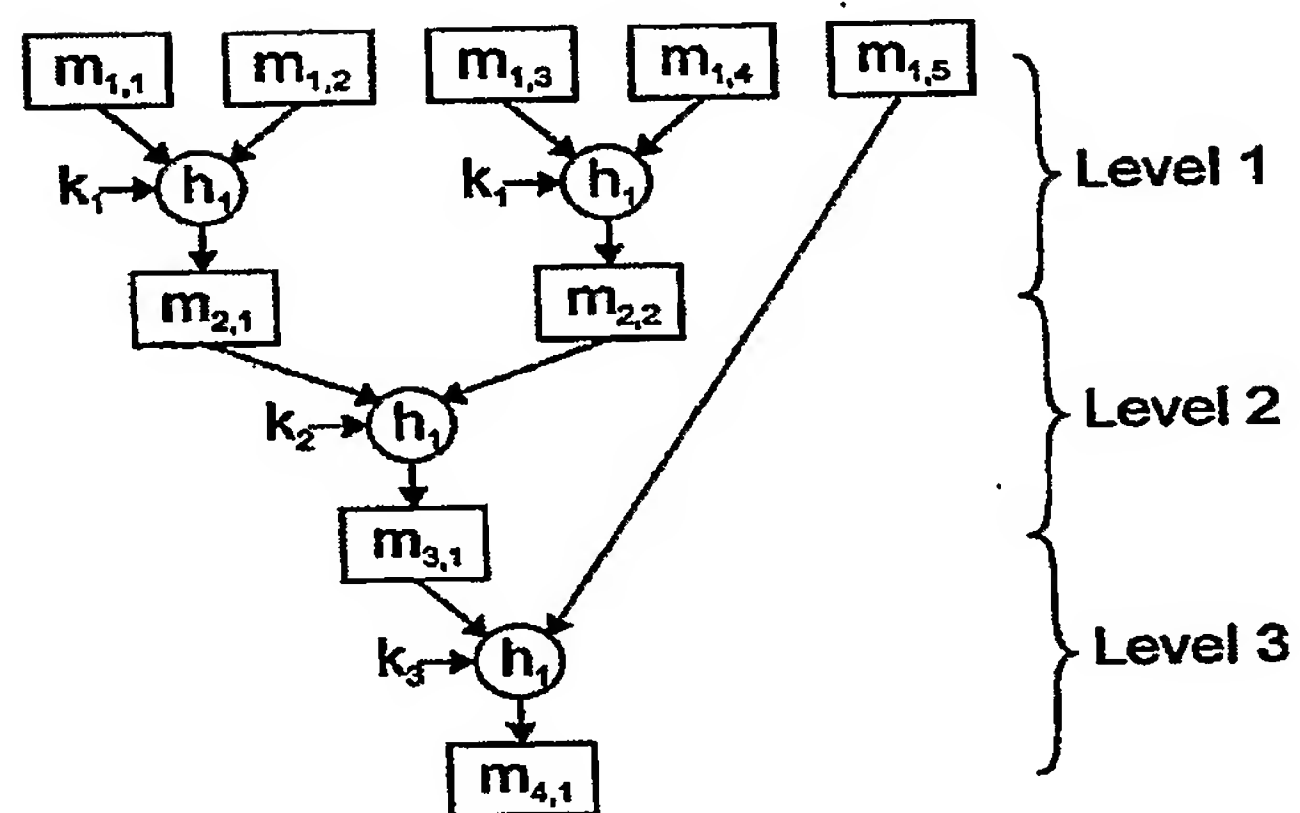 m₁,₁ m₁,₂ m₁,₃ m₁,₄ m₁,₅
k₁ h₁ k₁ h₁ Level 1
m₂,₁ m₂,₂
k₂ h₁ Level 2
m₃,₁
k₃ h₁ Level 3
m₄,₁